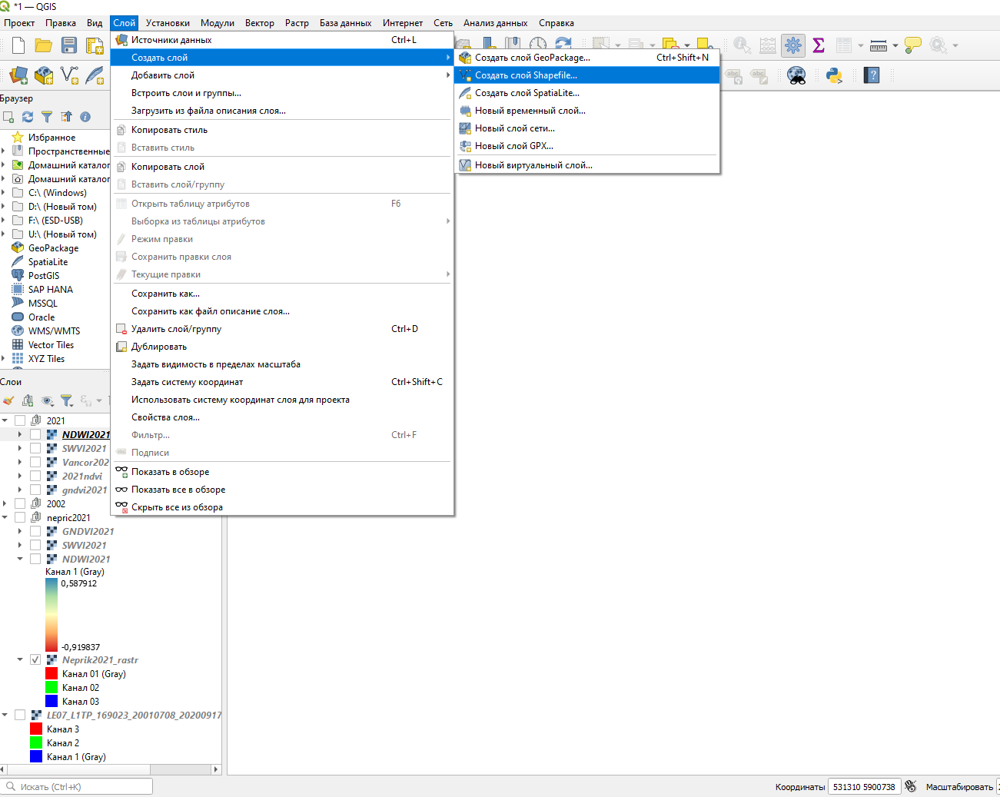 *1 — QGIS
Проект Правка Вид Слой Установки Модули Вектор Растр База данных Интернет Сеть Анализ данных Справка
Источники данных Ctrl+L
Создать слой
Добавить слой
Встроить слои и группы...
Загрузить из файла описания слоя...
Копировать стиль
Вставить стиль
Копировать слой
Вставить слой/группу
Открыть таблицу атрибутов F6
Выборка из таблицы атрибутов
Режим правки
Сохранить правки слоя
Текущие правки
Сохранить как...
Сохранить как файл описание слоя...
Удалить слой/группу Ctrl+D
Дублировать
Задать видимость в пределах масштаба
Задать систему координат Ctrl+Shift+C
Использовать систему координат слоя для проекта
Свойства слоя...
Фильтр... Ctrl+F
Подписи
Показать в обзоре
Показать все в обзоре
Скрыть все из обзора
Создать слой GeoPackage... Ctrl+Shift+N
Создать слой Shapefile...
Создать слой SpatiaLite...
Новый временный слой...
Новый слой сети...
Новый слой GPX...
Новый виртуальный слой...
abc abc
Браузер
Избранное
Пространственные
Домашний каталог
Домашний каталог
C:\ (Windows)
D:\ (Новый том)
F:\ (ESD-USB)
U:\ (Новый том)
GeoPackage
SpatiaLite
PostGIS
SAP HANA
MSSQL
Oracle
WMS/WMTS
Vector Tiles
XYZ Tiles
Слои
2021
NDWI2021
SWVI2021
Vancor202
2021ndvi
gndvi2021
2002
nepric2021
GNDVI2021
SWVI2021
NDWI2021
Канал 1 (Gray)
0,587912
-0,919837
Neprik2021_rastr
Канал 01 (Gray)
Канал 02
Канал 03
LE07_L1TP_169023_20010708_20200917
Канал 3
Канал 2
Канал 1 (Gray)
Искать (Ctrl+K)
Координаты 531310 5900738 Масштабировать